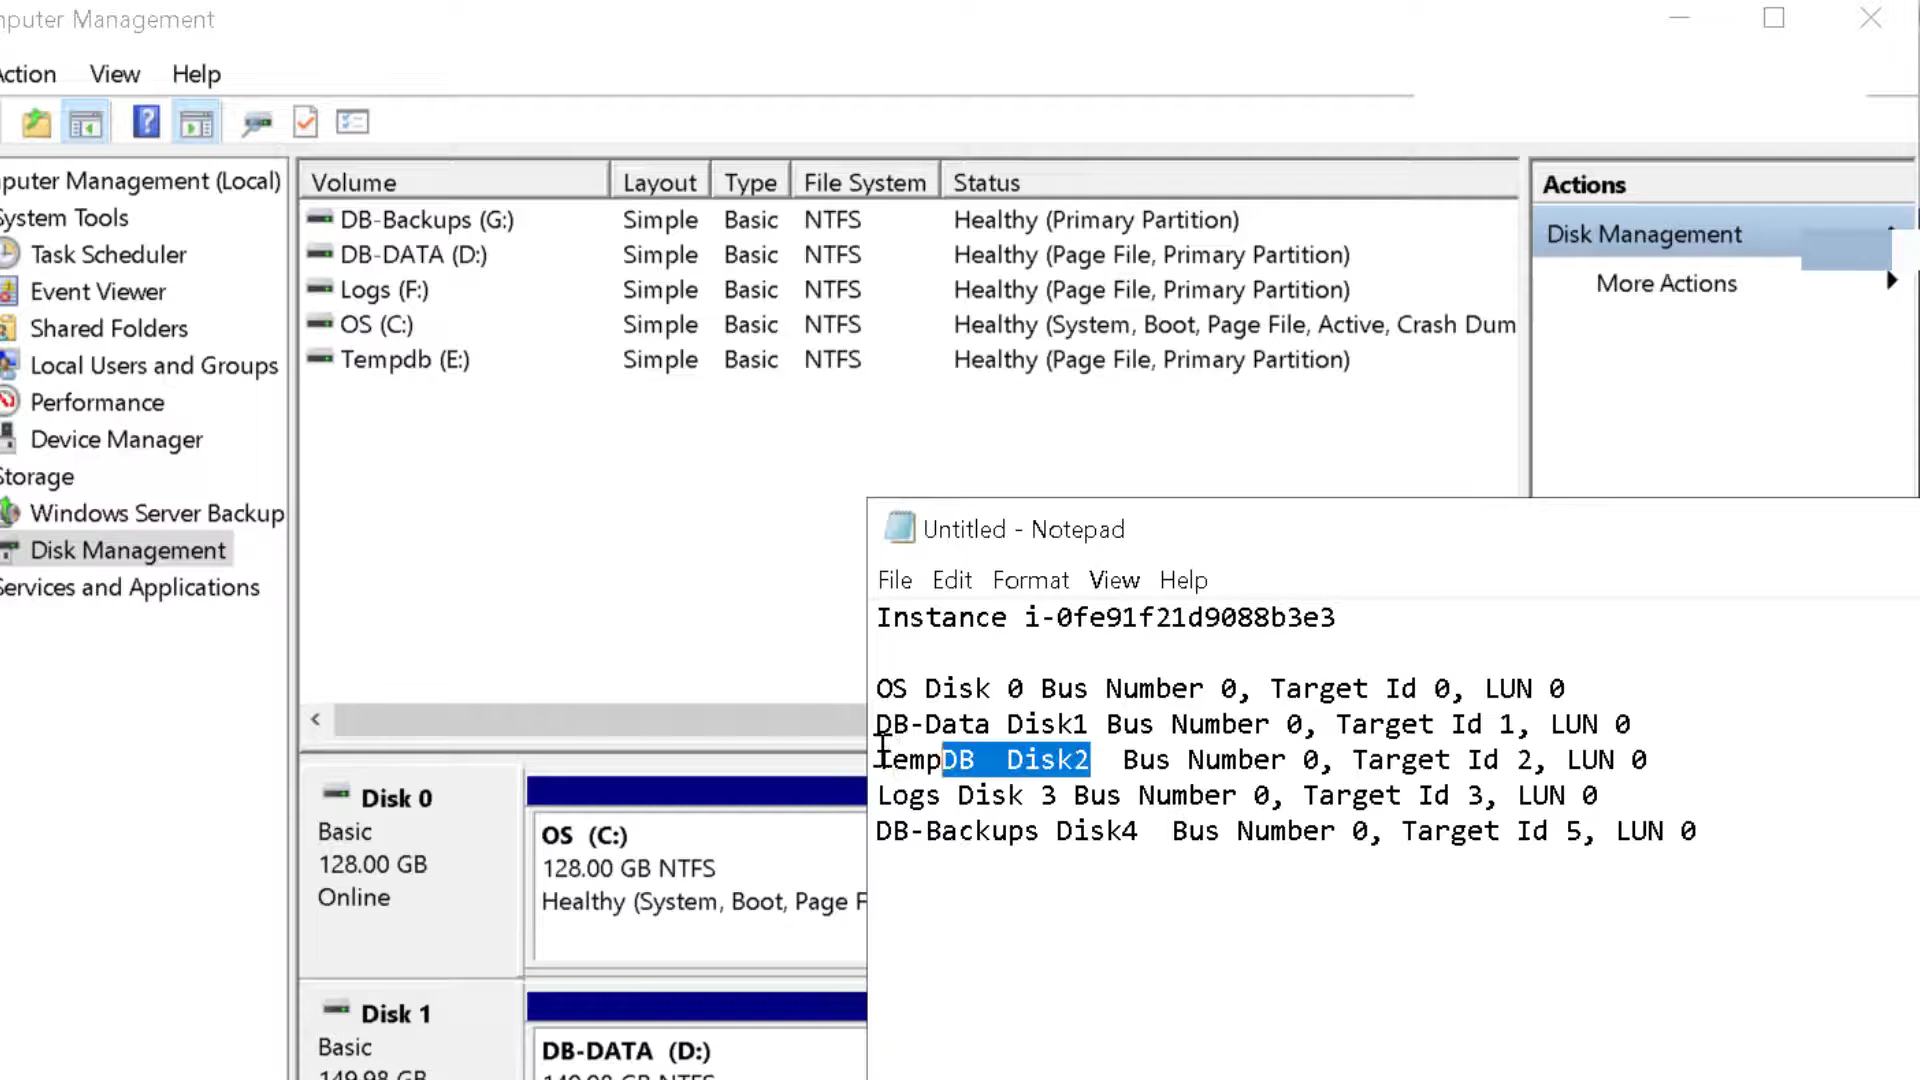 mputer Management
Action View Help
mputer Management (Local)
System Tools
Task Scheduler
Event Viewer
Shared Folders
Local Users and Groups
Performance
Device Manager
Storage
Windows Server Backup
Disk Management
Services and Applications
Volume Layout Type File System Status
DB-Backups (G:) Simple Basic NTFS Healthy (Primary Partition)
DB-DATA (D:) Simple Basic NTFS Healthy (Page File, Primary Partition)
Logs (F:) Simple Basic NTFS Healthy (Page File, Primary Partition)
OS (C:) Simple Basic NTFS Healthy (System, Boot, Page File, Active, Crash Dum
Tempdb (E:) Simple Basic NTFS Healthy (Page File, Primary Partition)
Actions
Disk Management
More Actions
Disk 0
Basic
128.00 GB
Online
OS (C:)
128.00 GB NTFS
Healthy (System, Boot, Page F
Disk 1
Basic
149.98 GB
DB-DATA (D:)
149.98 GB NTFS
Untitled - Notepad
File Edit Format View Help
Instance i-0fe91f21d9088b3e3
OS Disk 0 Bus Number 0, Target Id 0, LUN 0
DB-Data Disk1 Bus Number 0, Target Id 1, LUN 0
TempDB  Disk2  Bus Number 0, Target Id 2, LUN 0
Logs Disk 3 Bus Number 0, Target Id 3, LUN 0
DB-Backups Disk4  Bus Number 0, Target Id 5, LUN 0